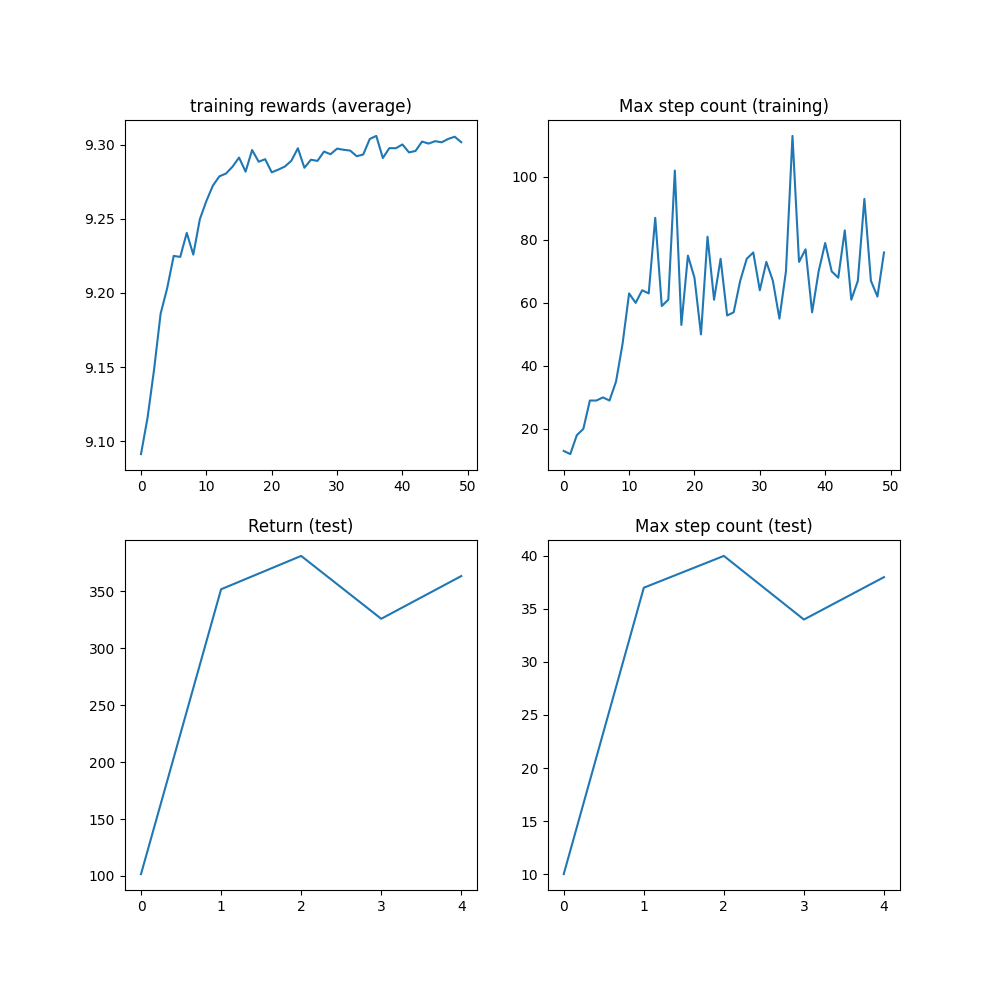 training rewards (average)
9.30
9.25
9.20
9.15
9.10
0 10 20 30 40 50
Max step count (training)
100
80
60
40
20
0 10 20 30 40 50
Return (test)
350
300
250
200
150
100
0 1 2 3 4
Max step count (test)
40
35
30
25
20
15
10
0 1 2 3 4